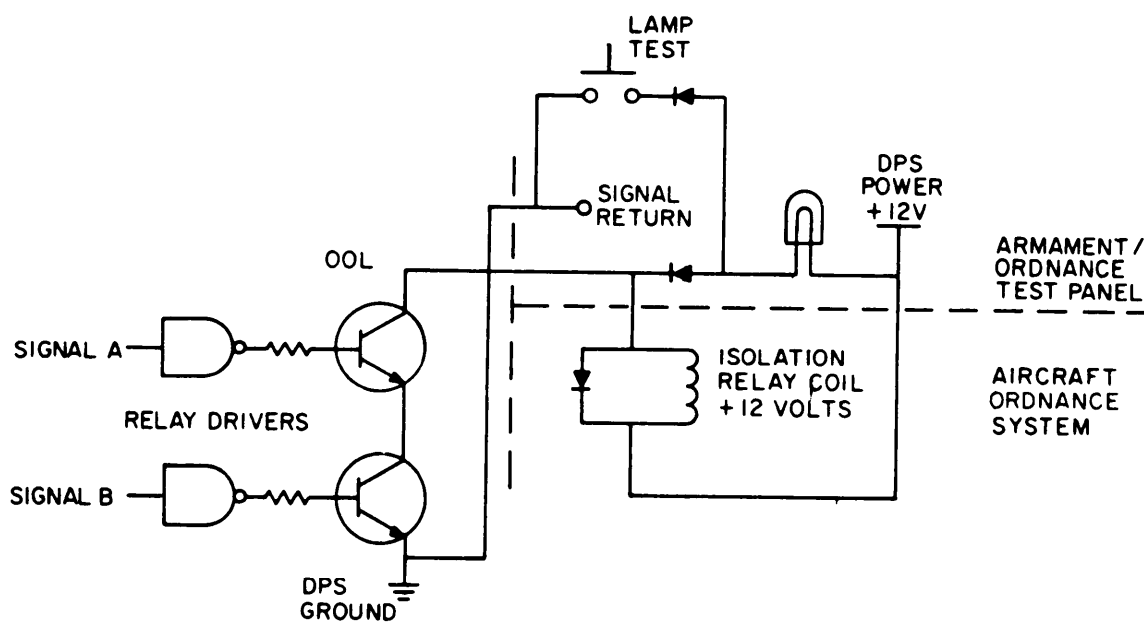 LAMP
TEST
DPS
POWER
+12V
SIGNAL
RETURN
ARMAMENT/
ORDNANCE
TEST PANEL
OOL
SIGNAL A
ISOLATION
RELAY COIL
+12 VOLTS
AIRCRAFT
ORDNANCE
SYSTEM
RELAY DRIVERS
SIGNAL B
DPS
GROUND